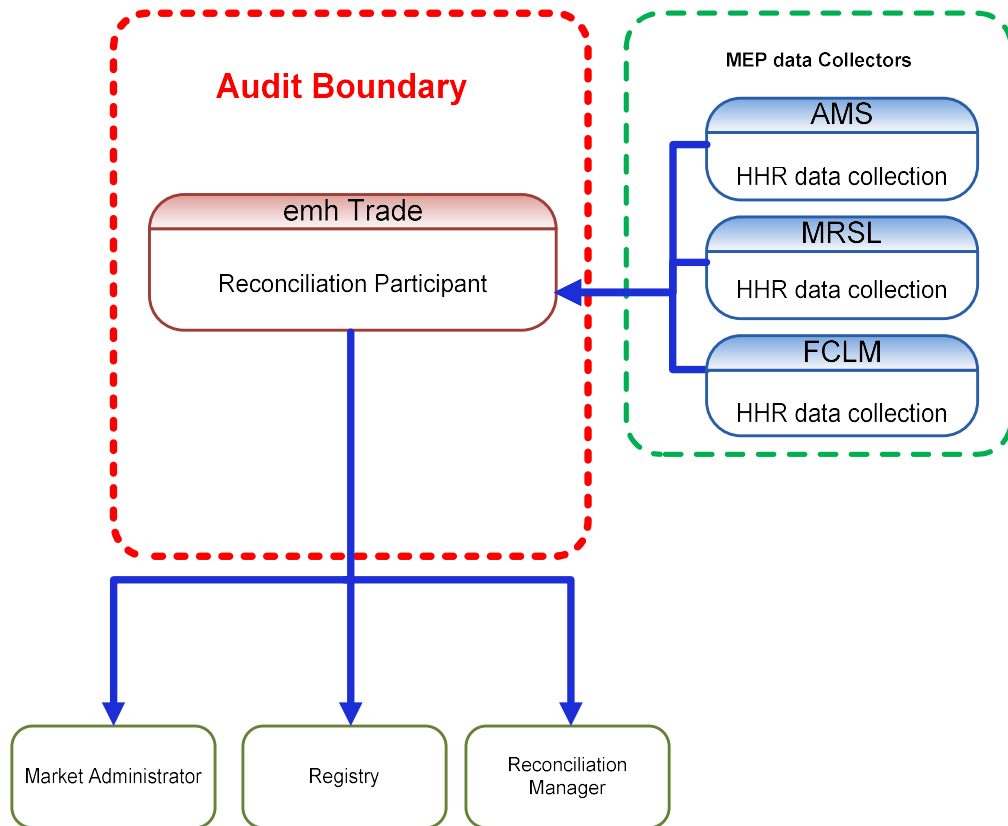 Audit Boundary
emh Trade
Reconciliation Participant
MEP data Collectors
AMS
HHR data collection
MRSL
HHR data collection
FCLM
HHR data collection
Market Administrator
Registry
Reconciliation
Manager